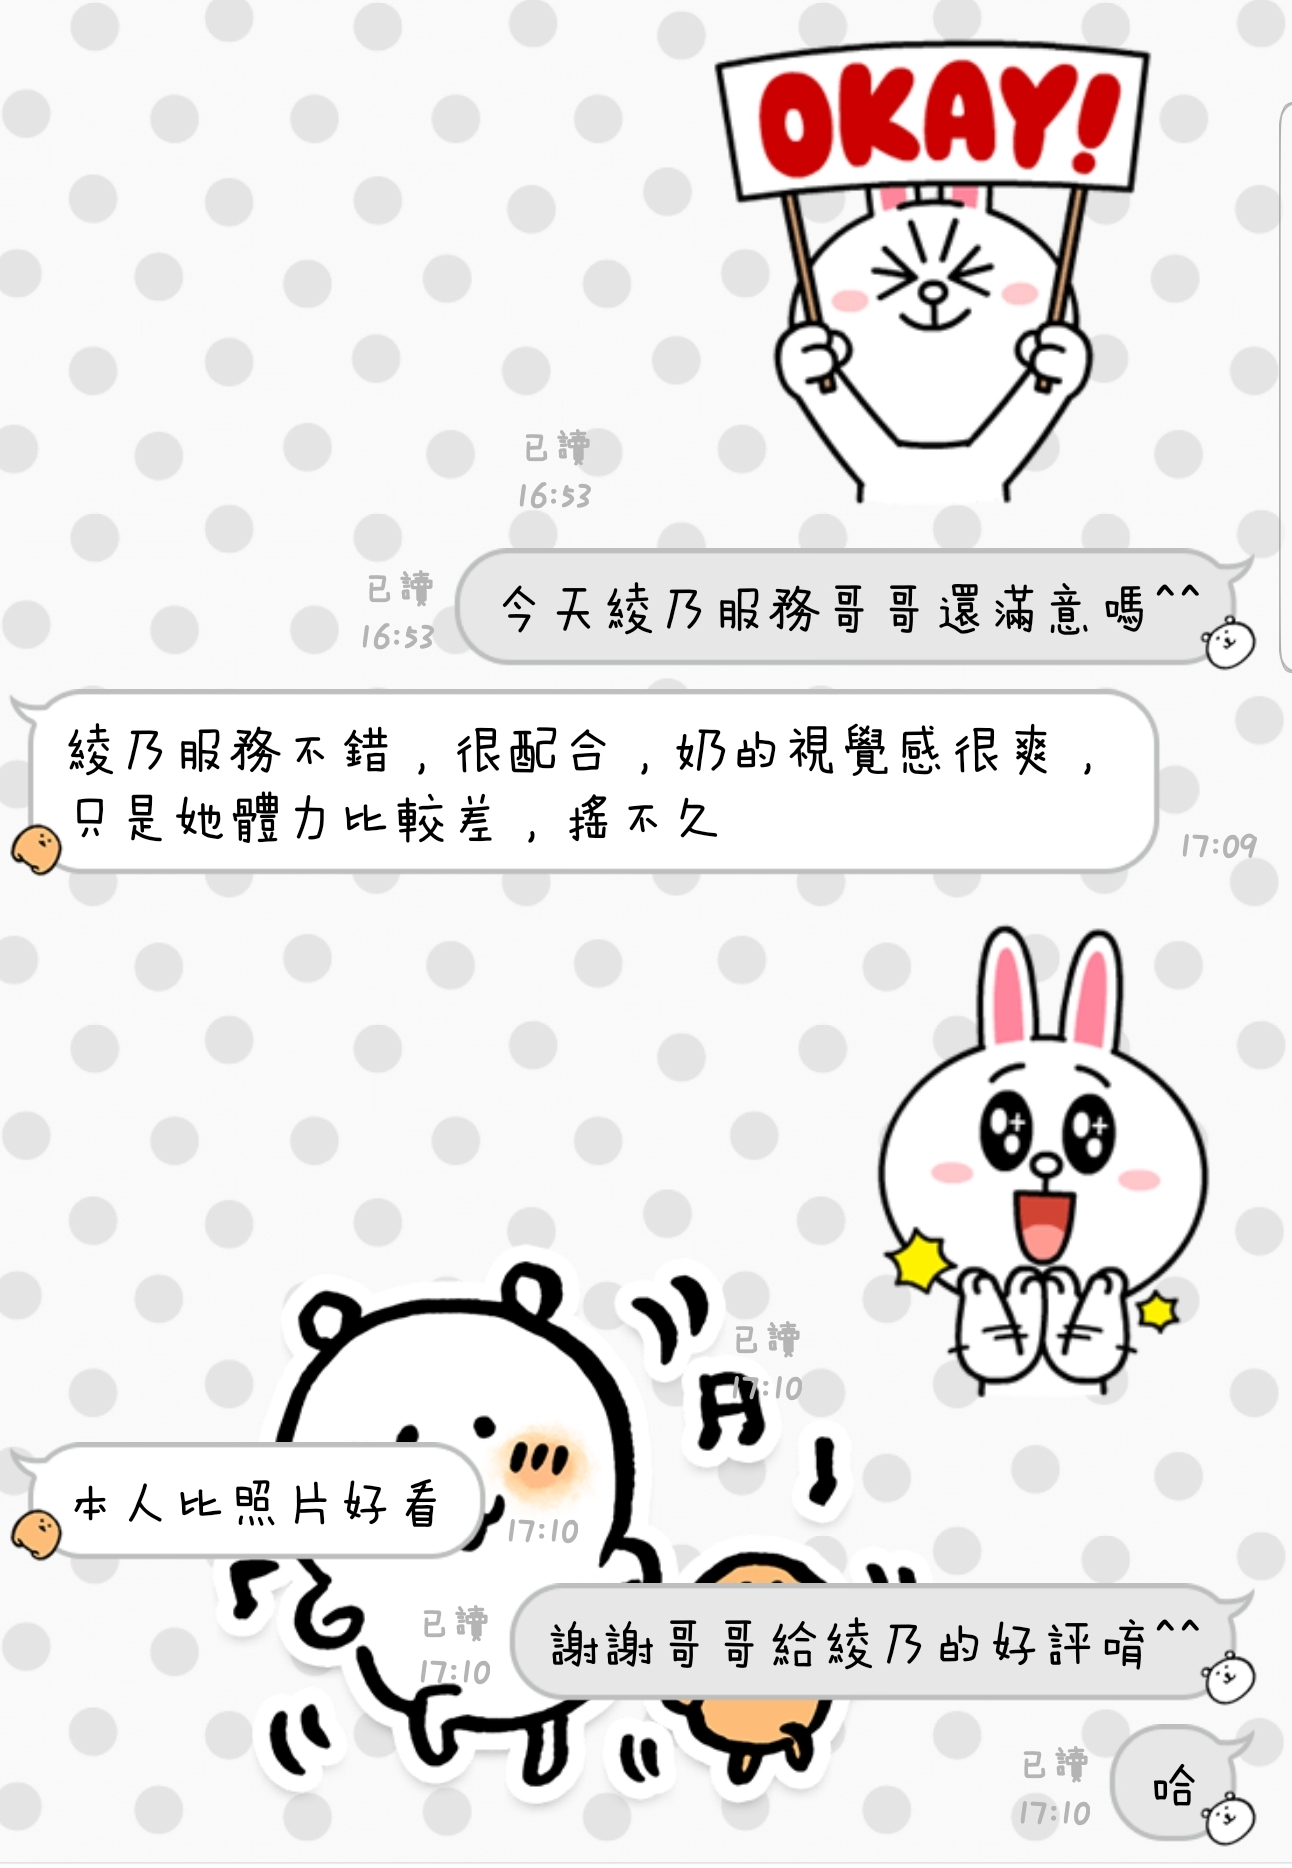 OKAY!
已讀
16:53
今天綾乃服務哥哥還滿意嗎^^
已讀
16:53
綾乃服務不錯，很配合，奶的視覺感很爽，
只是她體力比較差，搖不久
17:09
已讀
17:10
本人比照片好看
17:10
謝謝哥哥給綾乃的好評唷^^
已讀
17:10
哈
已讀
17:10